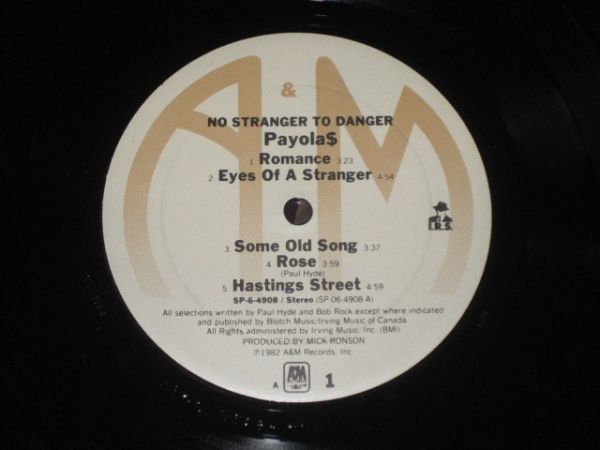 &
NO STRANGER TO DANGER
Payola$
1 Romance 3:23
2 Eyes Of A Stranger 4:54
I.R.S.
3 Some Old Song 3:37
4 Rose 3:59
(Paul Hyde)
5 Hastings Street 4:59
SP-6-4908 / Stereo (SP-06-4908-A)
All selections written by Paul Hyde and Bob Rock except where indicated
and published by Blotch Music/Irving Music of Canada.
All Rights administered by Irving Music, Inc. (BMI)
PRODUCED BY MICK RONSON
℗1982 A&M Records, Inc.
A A&M 1
AM